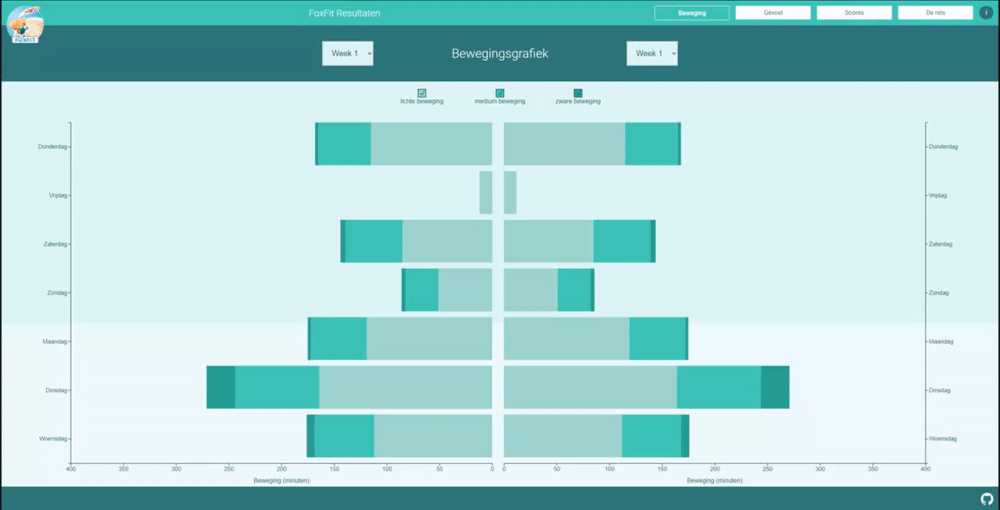 FoxFit Resultaten
Beweging
Gevoel
Scores
De reis
i
FOXFIT
Week 1
Bewegingsgrafiek
Week 1
lichte beweging
medium beweging
zware beweging
Donderdag
Donderdag
Vrijdag
Vrijdag
Zaterdag
Zaterdag
Zondag
Zondag
Maandag
Maandag
Dinsdag
Dinsdag
Woensdag
Woensdag
400 350 300 250 200 150 100 50 0
0 50 100 150 200 250 300 350 400
Beweging (minuten)
Beweging (minuten)